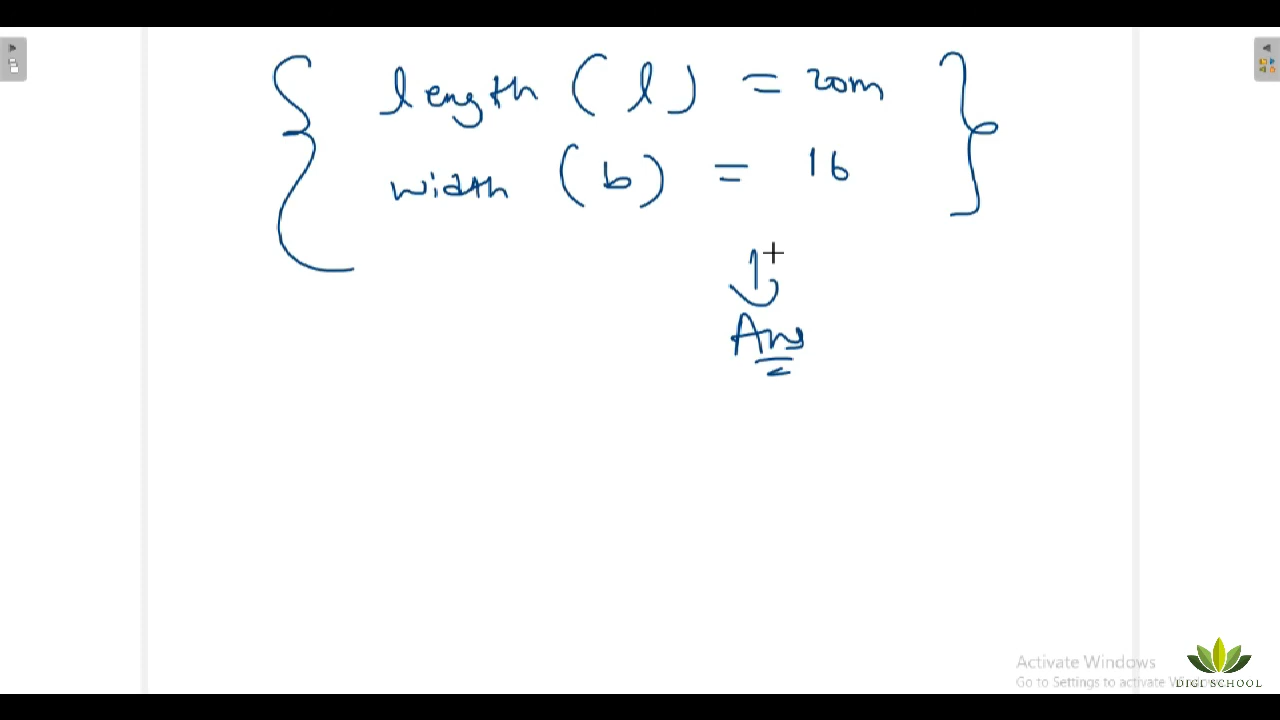 length (l) = 20m
width (b) = 16
Ans
Activate Windows
Go to Settings to activate Windows.
DIGI SCHOOL